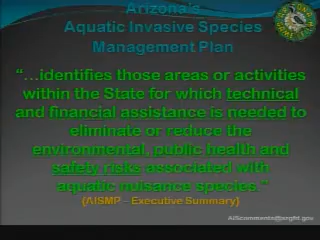 Arizona's
Aquatic Invasive Species
Management Plan
"...identifies those areas or activities
within the State for which technical
and financial assistance is needed to
eliminate or reduce the
environmental, public health and
safety risks associated with
aquatic nuisance species."
(AISMP – Executive Summary)
AIScomments@azgfd.gov